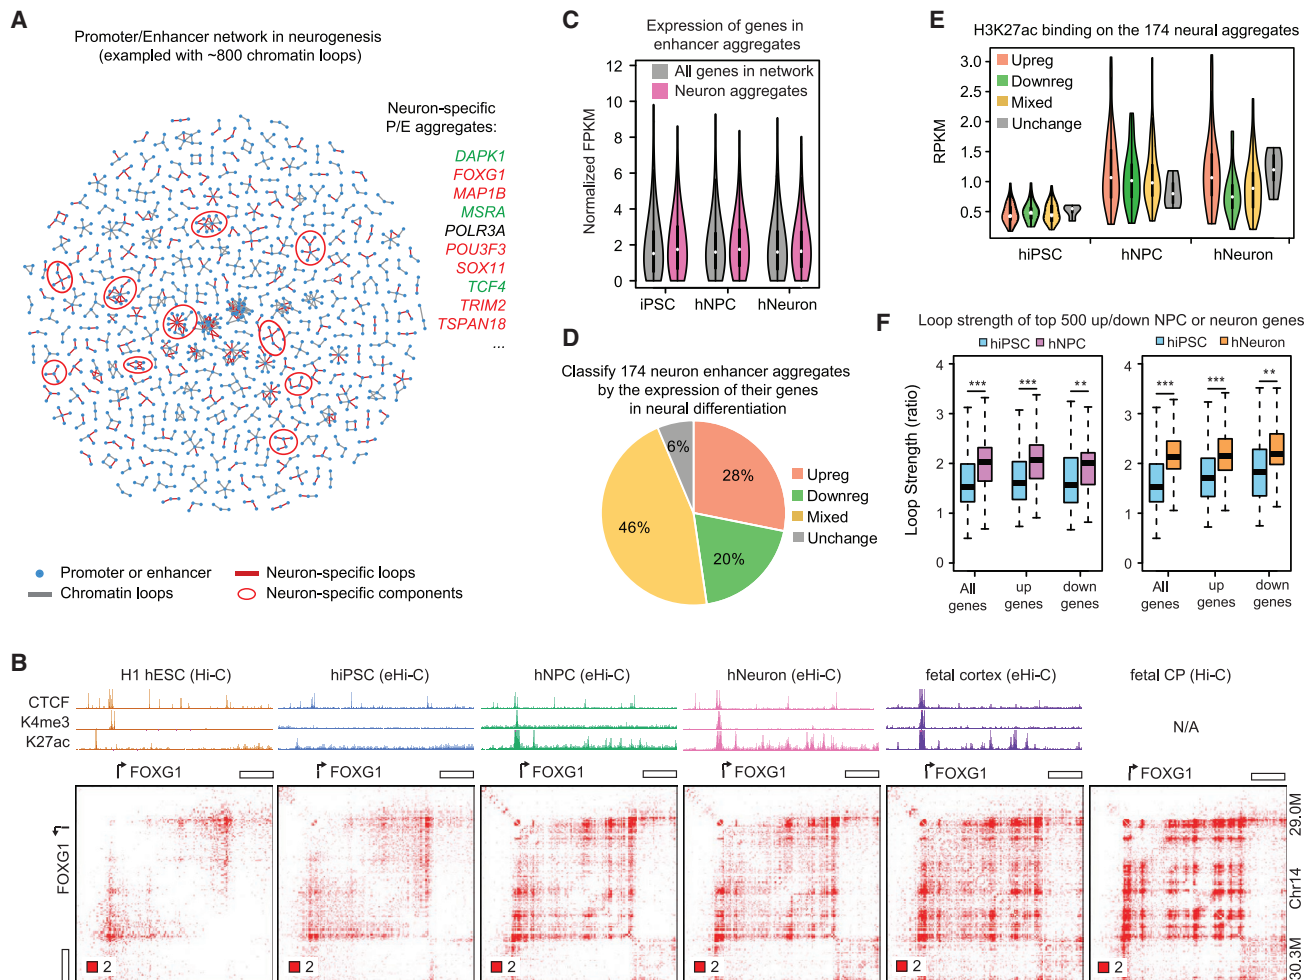 A
Promoter/Enhancer network in neurogenesis
(exampled with ~800 chromatin loops)
Neuron-specific
P/E aggregates:
DAPK1
FOXG1
MAP1B
MSRA
POLR3A
POU3F3
SOX11
TCF4
TRIM2
TSPAN18
...
Promoter or enhancer
Chromatin loops
Neuron-specific loops
Neuron-specific components
C
Expression of genes in
enhancer aggregates
All genes in network
Neuron aggregates
Normalized FPKM
12
10
8
6
4
2
0
iPSC hNPC hNeuron
D
Classify 174 neuron enhancer aggregates
by the expression of their genes
in neural differentiation
6%
28%
46%
20%
Upreg
Downreg
Mixed
Unchange
E
H3K27ac binding on the 174 neural aggregates
Upreg
Downreg
Mixed
Unchange
RPKM
3.0
2.5
2.0
1.5
1.0
0.5
hiPSC hNPC hNeuron
F
Loop strength of top 500 up/down NPC or neuron genes
hiPSC hNPC
hiPSC hNeuron
Loop Strength (ratio)
4
3
2
1
0
*** *** **
All genes
up genes
down genes
4
3
2
1
0
*** *** **
All genes
up genes
down genes
B
H1 hESC (Hi-C) hiPSC (eHi-C) hNPC (eHi-C) hNeuron (eHi-C) fetal cortex (eHi-C) fetal CP (Hi-C)
CTCF
K4me3
K27ac
N/A
FOXG1 FOXG1 FOXG1 FOXG1 FOXG1 FOXG1
FOXG1
29.0M
Chr14
30.3M
2 2 2 2 2 2